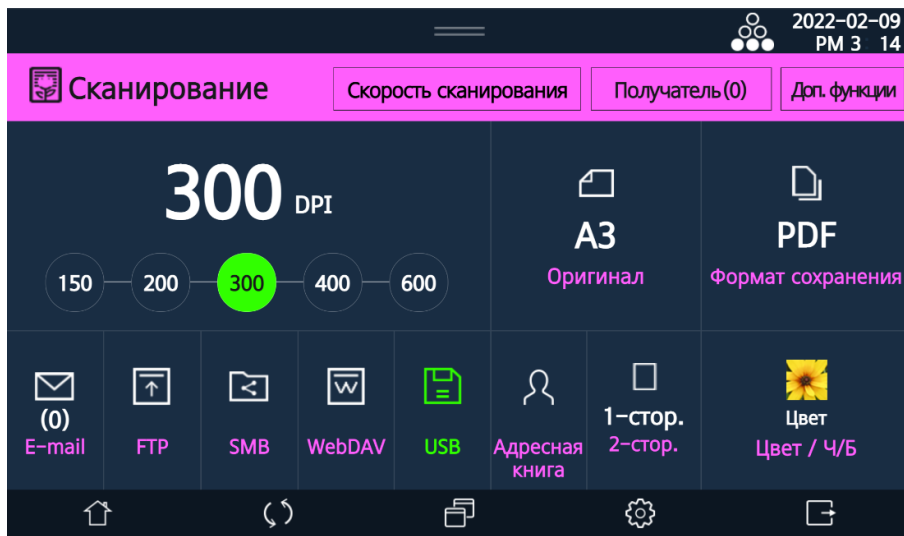 2022-02-09
PM 3 14
Сканирование
Скорость сканирования
Получатель(0)
Доп. функции
300 DPI
150
200
300
400
600
A3
Оригинал
PDF
Формат сохранения
(0)
E-mail
FTP
SMB
W
WebDAV
USB
Адресная
книга
1-стор.
2-стор.
Цвет
Цвет / Ч/Б